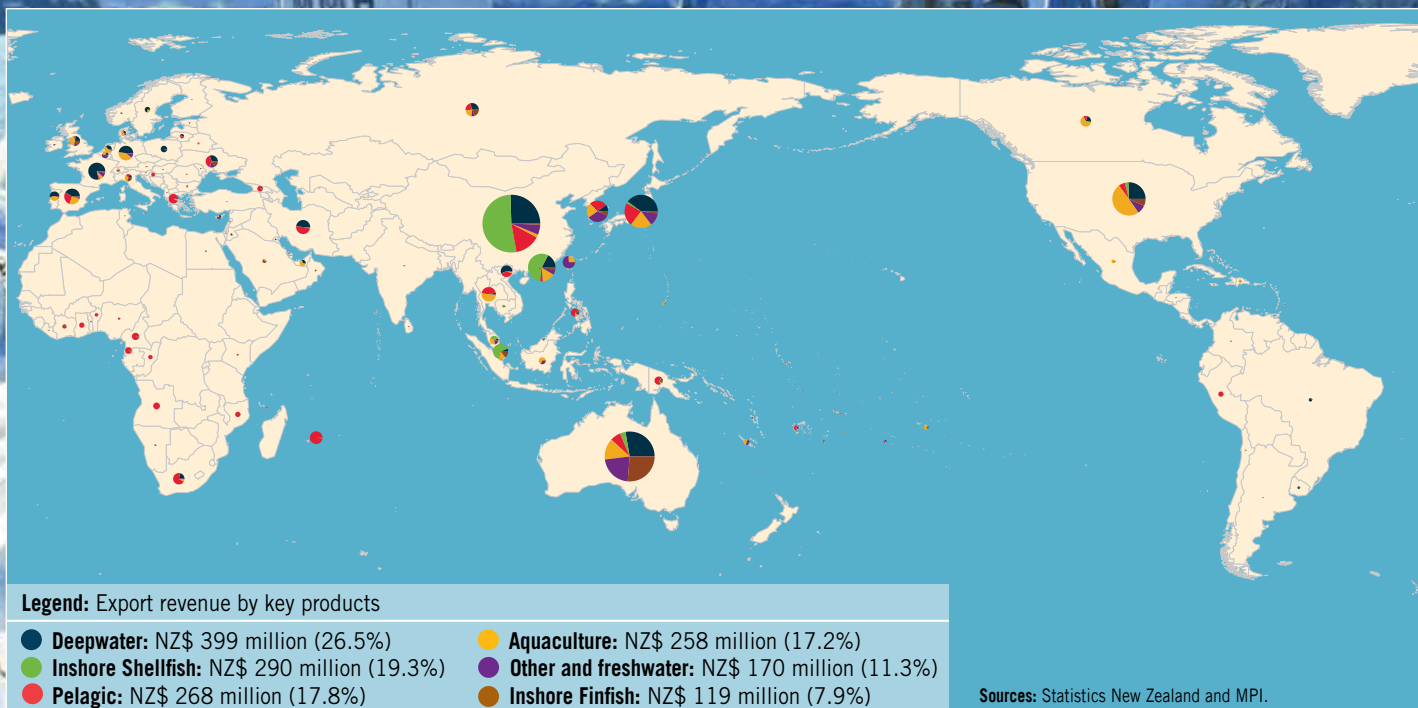 Legend: Export revenue by key products
Deepwater: NZ$ 399 million (26.5%)
Inshore Shellfish: NZ$ 290 million (19.3%)
Pelagic: NZ$ 268 million (17.8%)
Aquaculture: NZ$ 258 million (17.2%)
Other and freshwater: NZ$ 170 million (11.3%)
Inshore Finfish: NZ$ 119 million (7.9%)
Sources: Statistics New Zealand and MPI.